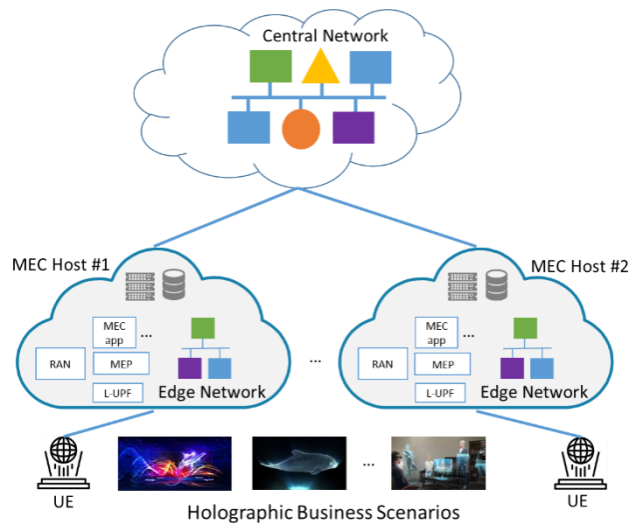 Central Network
MEC Host #1
MEC Host #2
MEC
app
...
RAN
MEP
L-UPF
Edge Network
...
MEC
app
...
RAN
MEP
L-UPF
Edge Network
UE
...
UE
Holographic Business Scenarios